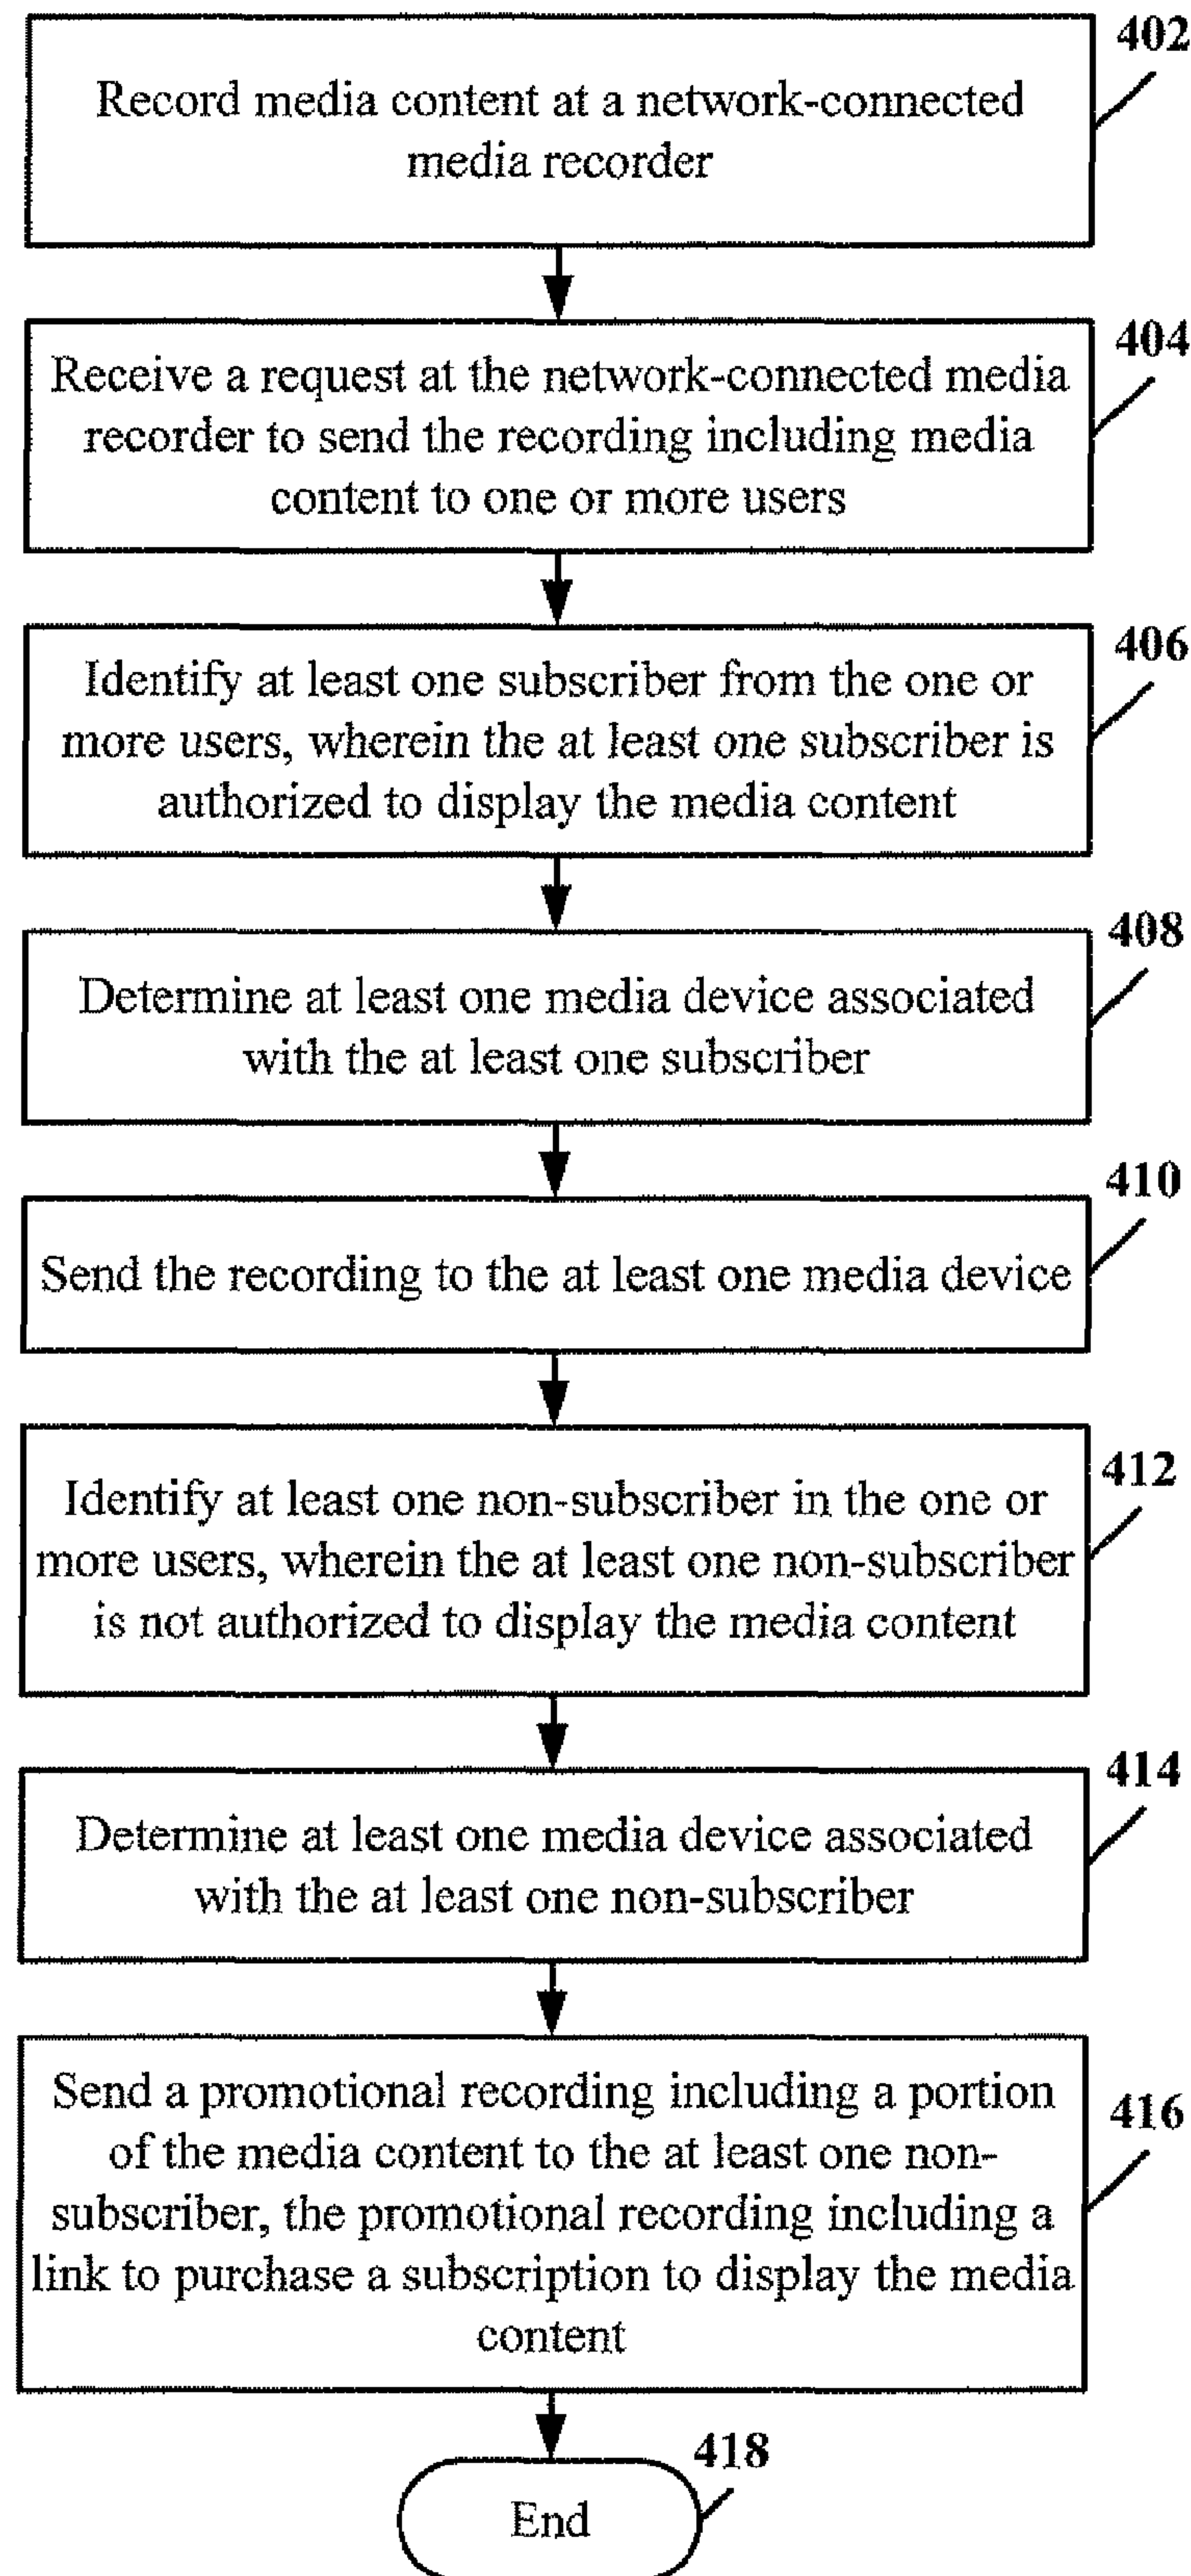 402
Record media content at a network-connected
media recorder
404
Receive a request at the network-connected media
recorder to send the recording including media
content to one or more users
406
Identify at least one subscriber from the one or
more users, wherein the at least one subscriber is
authorized to display the media content
408
Determine at least one media device associated
with the at least one subscriber
410
Send the recording to the at least one media device
412
Identify at least one non-subscriber in the one or
more users, wherein the at least one non-subscriber
is not authorized to display the media content
414
Determine at least one media device associated
with the at least one non-subscriber
416
Send a promotional recording including a portion
of the media content to the at least one non-
subscriber, the promotional recording including a
link to purchase a subscription to display the media
content
418
End